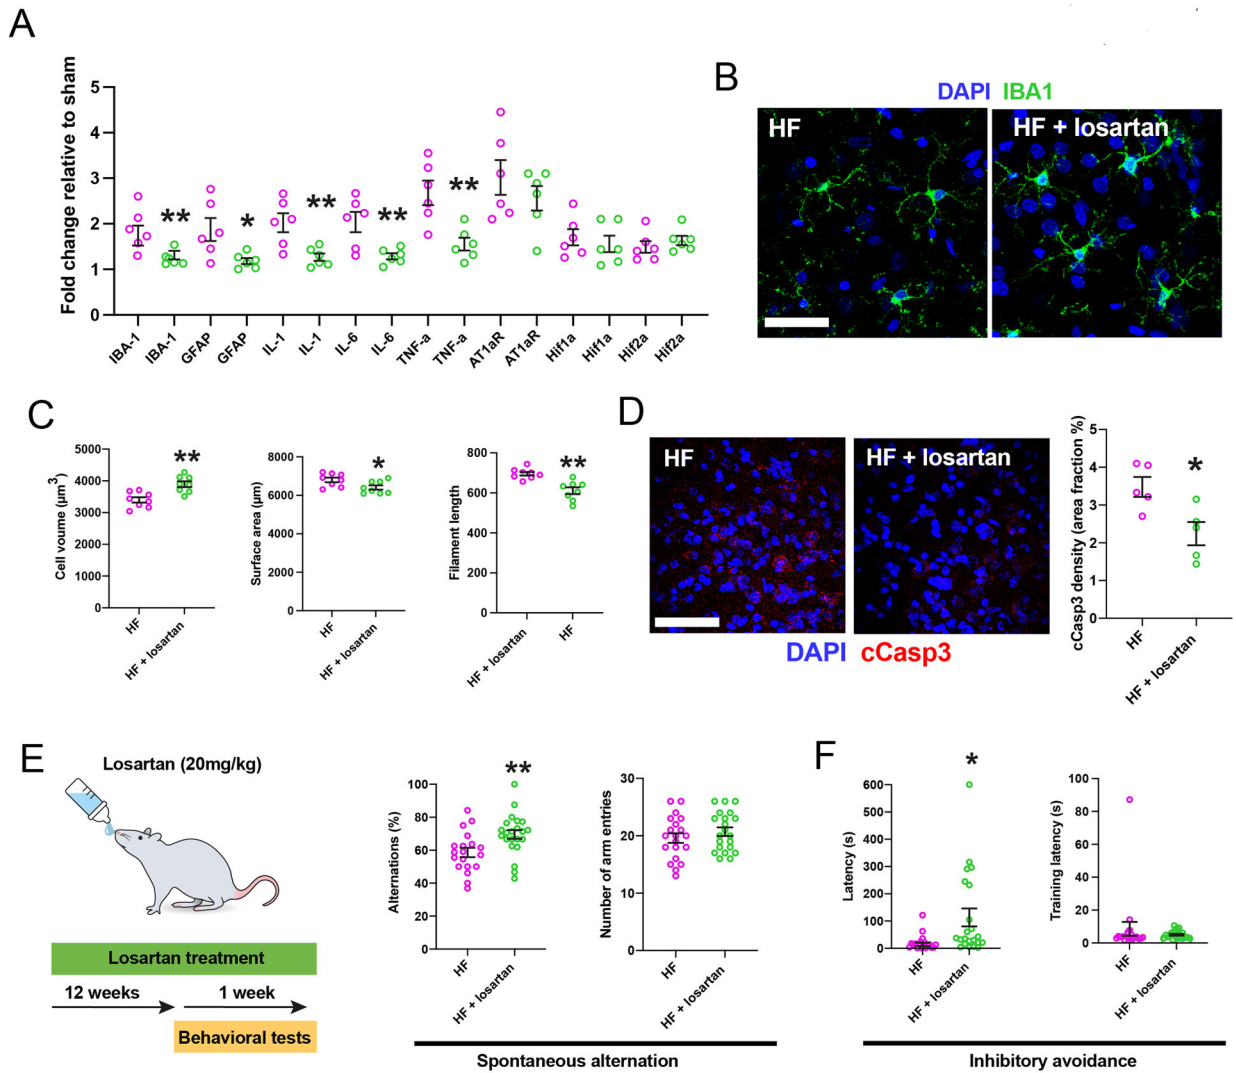 A
Fold change relative to sham
5
4
3
2
1
0
** * ** ** **
IBA-1 IBA-1 GFAP GFAP IL-1 IL-1 IL-6 IL-6 TNF-a TNF-a AT1aR AT1aR Hif1a Hif1a Hif2a Hif2a
B
DAPI IBA1
HF
HF + losartan
C
Cell voume (µm3)
5000
4000
3000
2000
1000
0
**
HF
HF + losartan
Surface area (µm)
8000
6000
4000
2000
0
*
HF
HF + losartan
Filament length
800
600
400
200
0
**
HF + losartan
HF
D
HF
HF + losartan
DAPI cCasp3
cCasp3 density (area fraction %)
5
4
3
2
1
0
*
HF
HF + losartan
E
Losartan (20mg/kg)
Losartan treatment
12 weeks
1 week
Behavioral tests
Alternations (%)
100
80
60
40
20
0
**
HF
HF + losartan
Number of arm entries
30
20
10
0
HF
HF + losartan
Spontaneous alternation
F
Latency (s)
600
500
400
300
200
100
0
*
HF
HF + losartan
Training latency (s)
100
80
60
40
20
0
HF
HF + losartan
Inhibitory avoidance